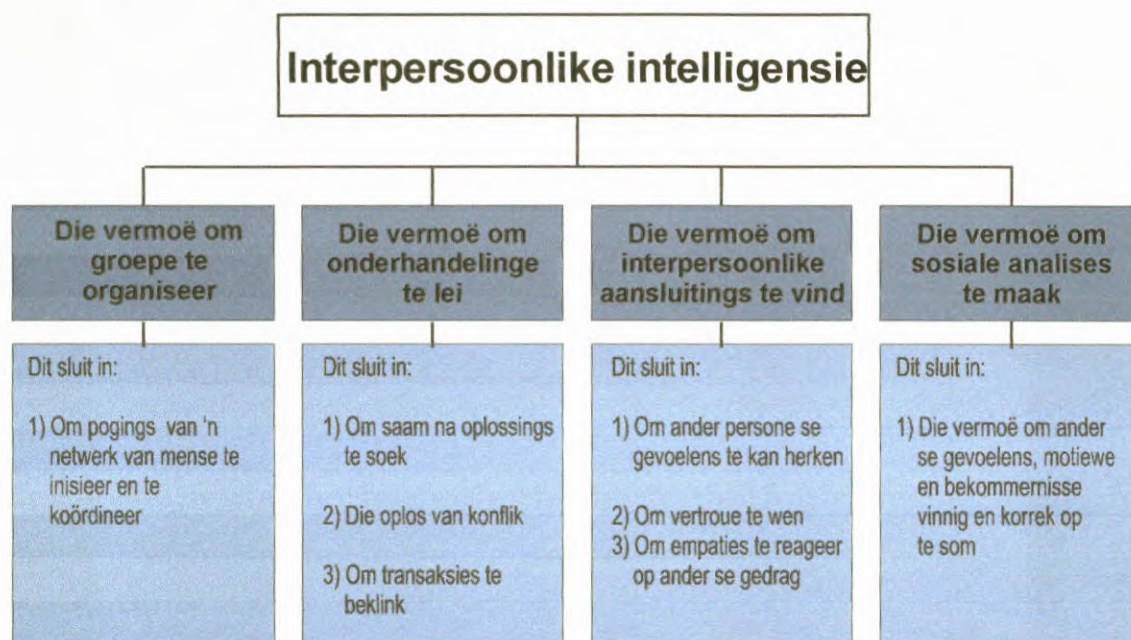 Interpersoonlike intelligensie
Die vermoë om
groepe te
organiseer
Die vermoë om
onderhandelinge
te lei
Die vermoë om
interpersoonlike
aansluitings te vind
Die vermoë om
sosiale analises
te maak
Dit sluit in:
1) Om pogings van 'n
netwerk van mense te
inisieer en te
koördineer
Dit sluit in:
1) Om saam na oplossings
te soek
2) Die oplos van konflik
3) Om transaksies te
beklink
Dit sluit in:
1) Om ander persone se
gevoelens te kan herken
2) Om vertroue te wen
3) Om empaties te reageer
op ander se gedrag
Dit sluit in:
1) Die vermoë om ander
se gevoelens, motiewe
en bekommernisse
vinnig en korrek op
te som